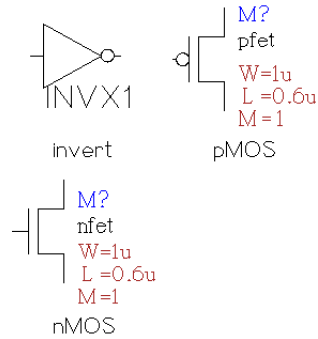 INVX1
invert
M?
pfet
W=1u
L =0.6u
M=1
pMOS
M?
nfet
W=1u
L =0.6u
M=1
nMOS